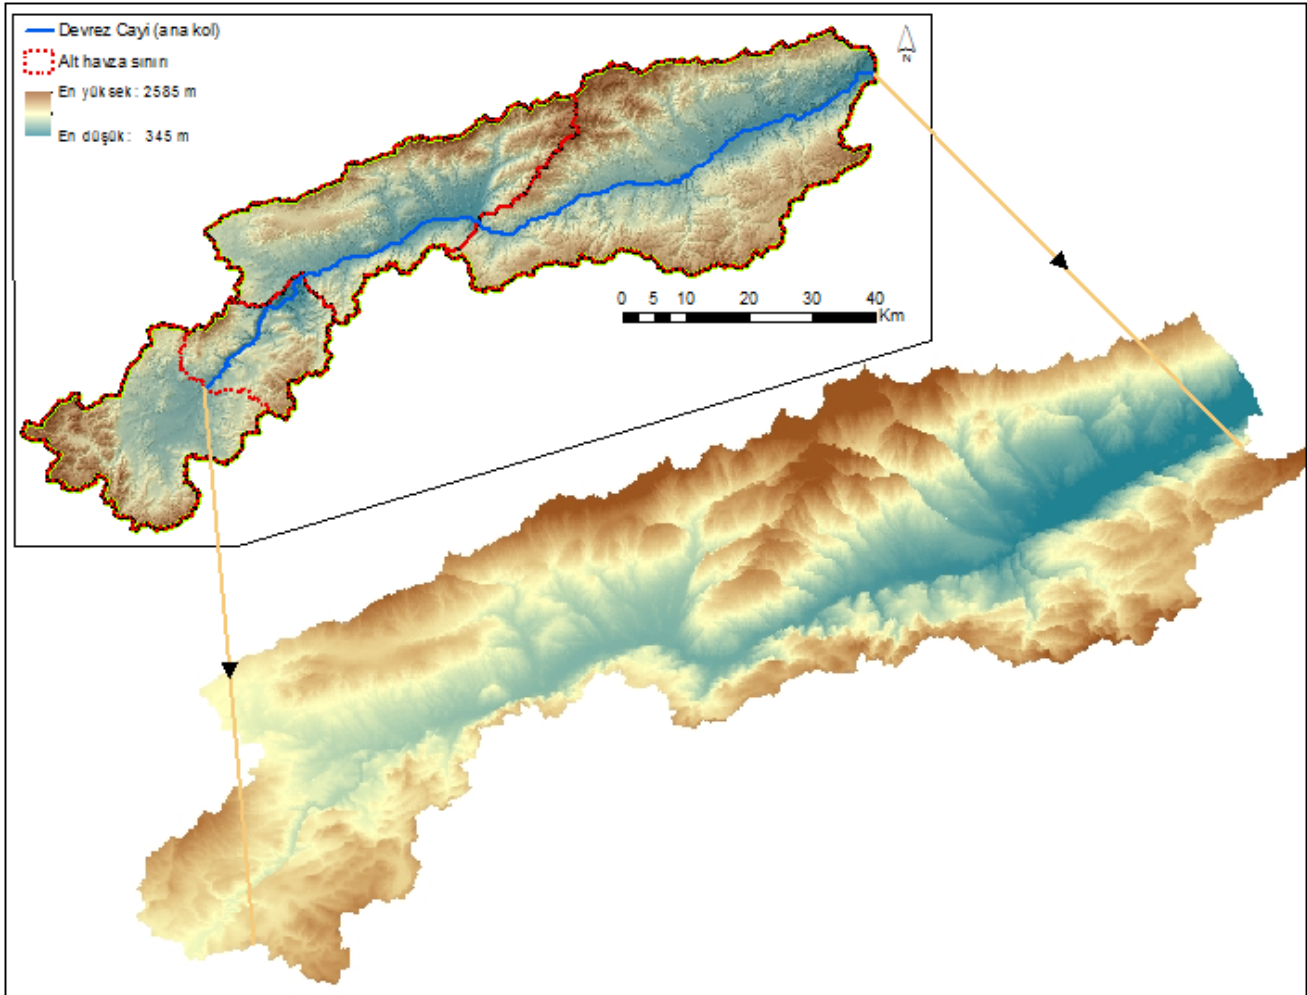 Devrez Cayi (ana kol)
Alt havza sınırı
En yüksek: 2585 m
En düşük: 345 m
N
0 5 10 20 30 40
Km